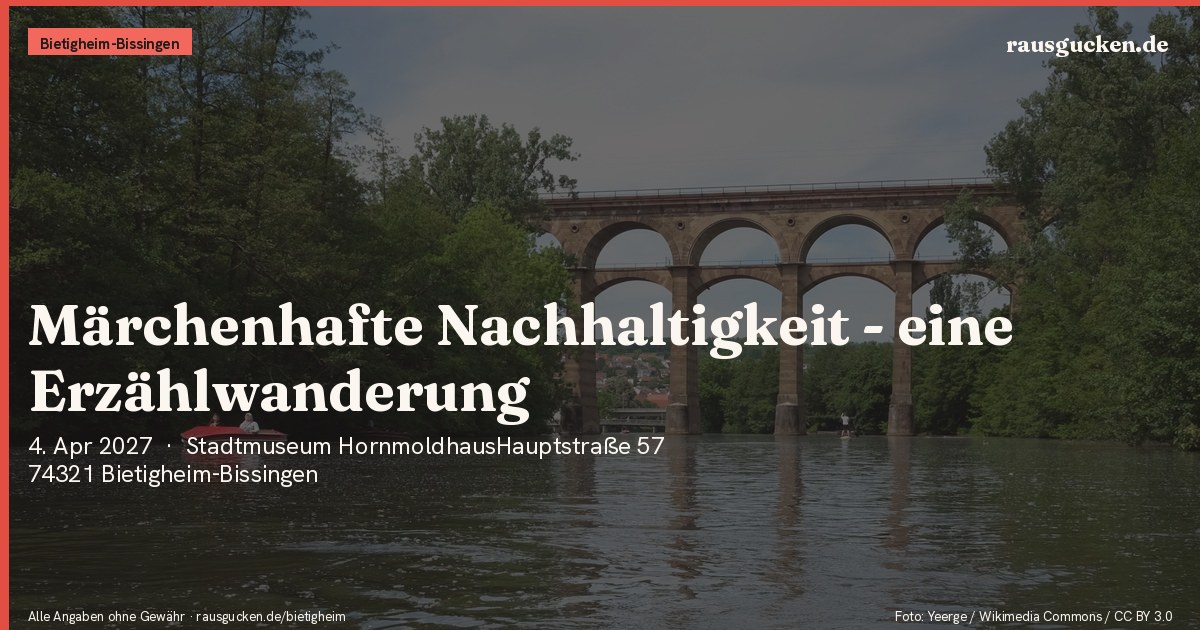 Bietigheim-Bissingen
rausgucken.de
Märchenhafte Nachhaltigkeit - eine
Erzählwanderung
4. Apr 2027 · Stadtmuseum HornmoldhausHauptstraße 57
74321 Bietigheim-Bissingen
Alle Angaben ohne Gewähr · rausgucken.de/bietigheim
Foto: Yeerge / Wikimedia Commons / CC BY 3.0